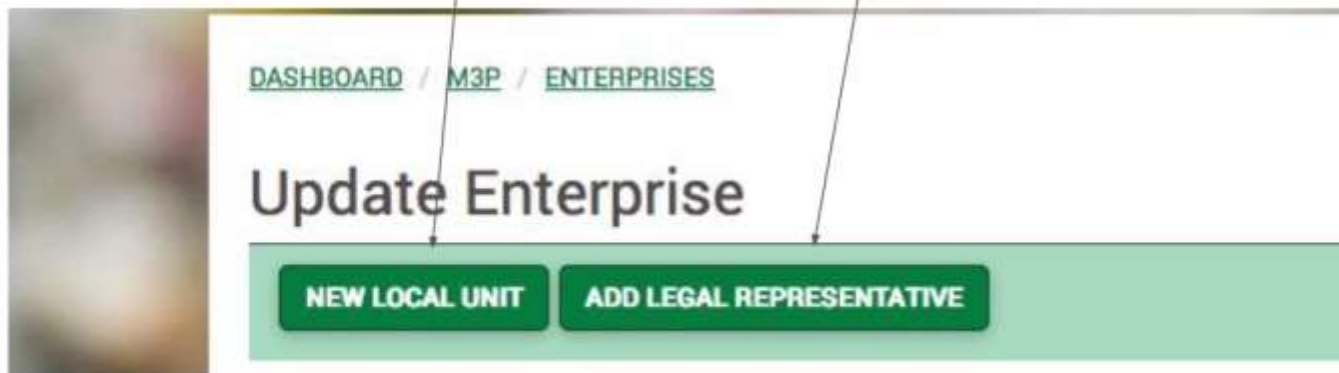 DASHBOARD / M3P / ENTERPRISES
Update Enterprise
NEW LOCAL UNIT ADD LEGAL REPRESENTATIVE